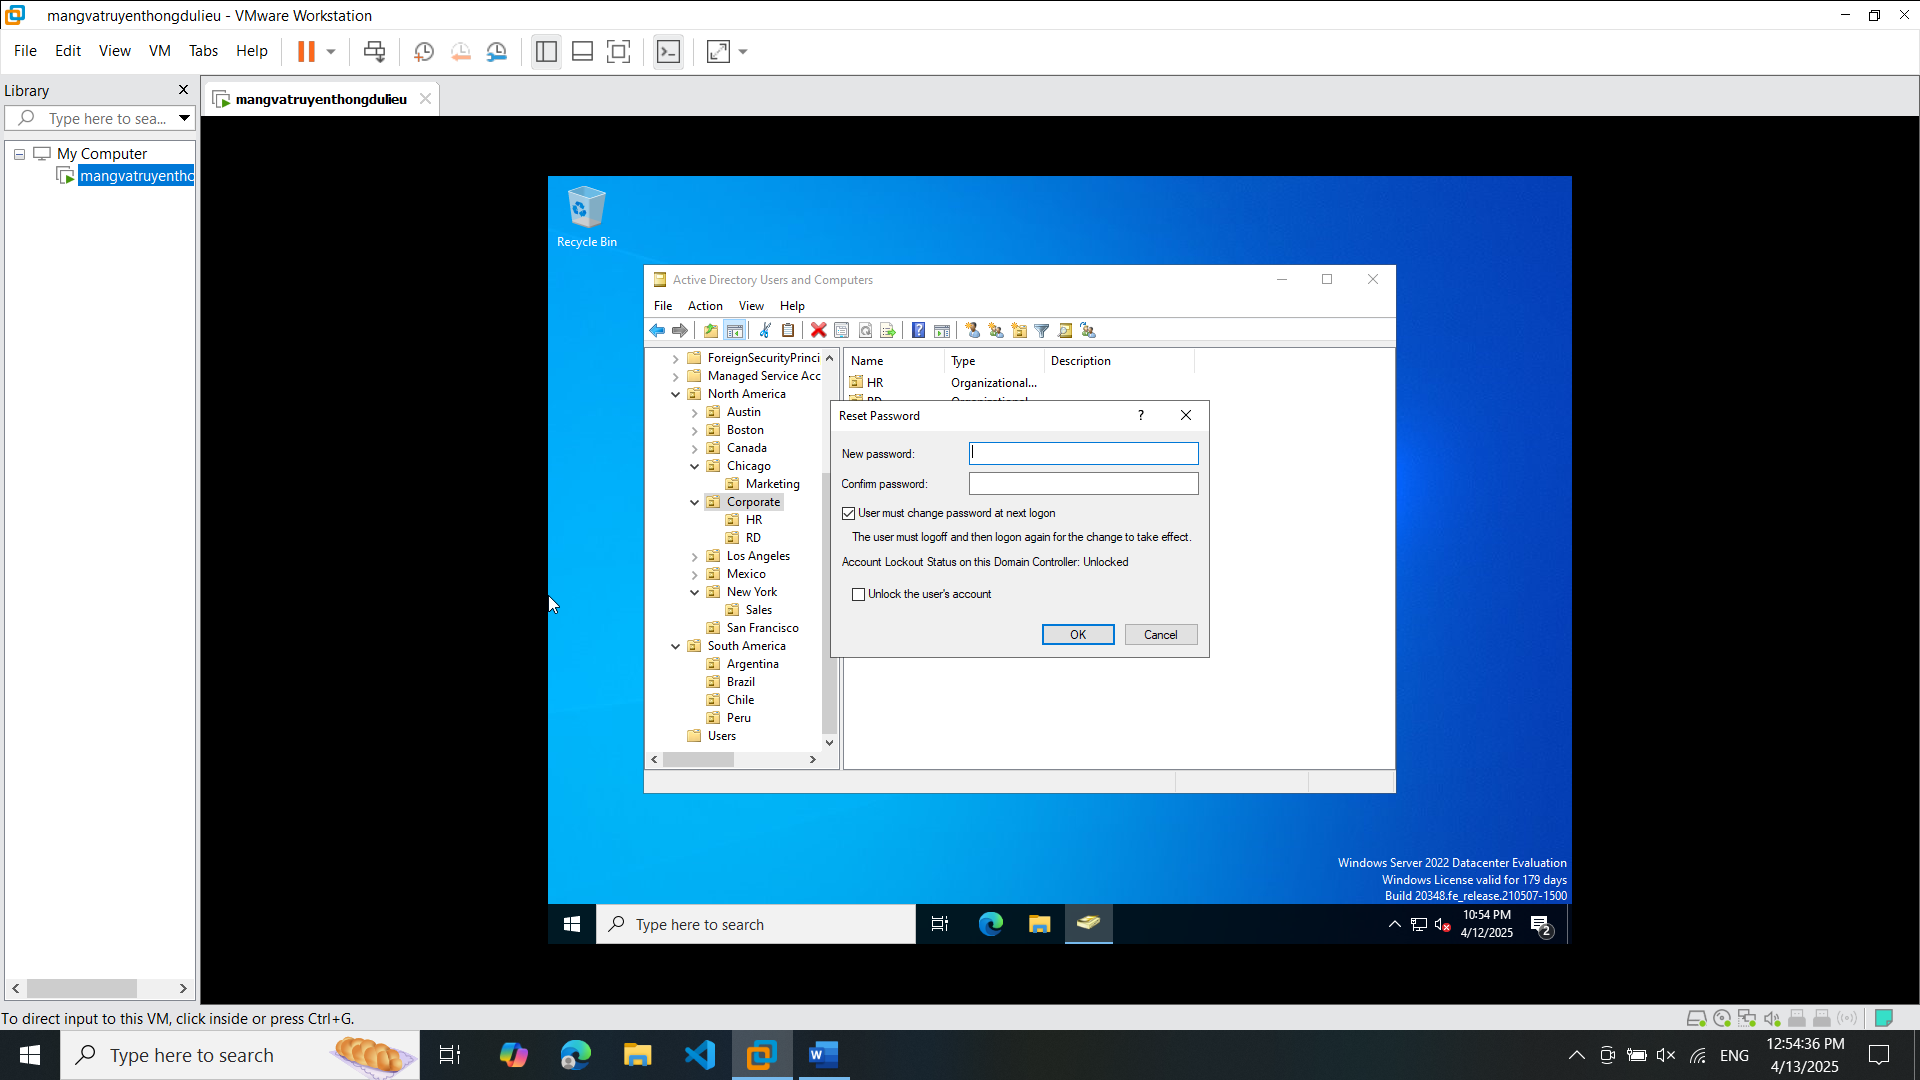 mangvatruyenthongdulieu - VMware Workstation
File Edit View VM Tabs Help
Library
mangvatruyenthongdulieu
Type here to sea...
My Computer
mangvatruyentho
Recycle Bin
Active Directory Users and Computers
File Action View Help
ForeignSecurityPrinci
Managed Service Acc
North America
Austin
Boston
Canada
Chicago
Marketing
Corporate
HR
RD
Los Angeles
Mexico
New York
Sales
San Francisco
South America
Argentina
Brazil
Chile
Peru
Users
Name Type Description
HR Organizational...
Reset Password
New password:
Confirm password:
User must change password at next logon
The user must logoff and then logon again for the change to take effect.
Account Lockout Status on this Domain Controller: Unlocked
Unlock the user's account
OK Cancel
Windows Server 2022 Datacenter Evaluation
Windows License valid for 179 days
Build 20348.fe_release.210507-1500
Type here to search
10:54 PM
4/12/2025
2
To direct input to this VM, click inside or press Ctrl+G.
Type here to search
ENG
12:54:36 PM
4/13/2025